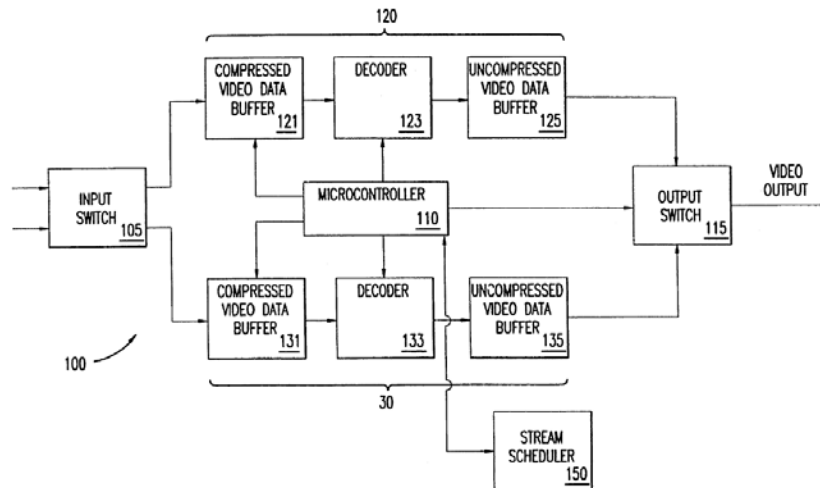 120
COMPRESSED
VIDEO DATA
BUFFER
121
DECODER
123
UNCOMPRESSED
VIDEO DATA
BUFFER
125
INPUT
SWITCH
105
MICROCONTROLLER
110
OUTPUT
SWITCH
115
VIDEO
OUTPUT
COMPRESSED
VIDEO DATA
BUFFER
131
DECODER
133
UNCOMPRESSED
VIDEO DATA
BUFFER
135
100
30
STREAM
SCHEDULER
150